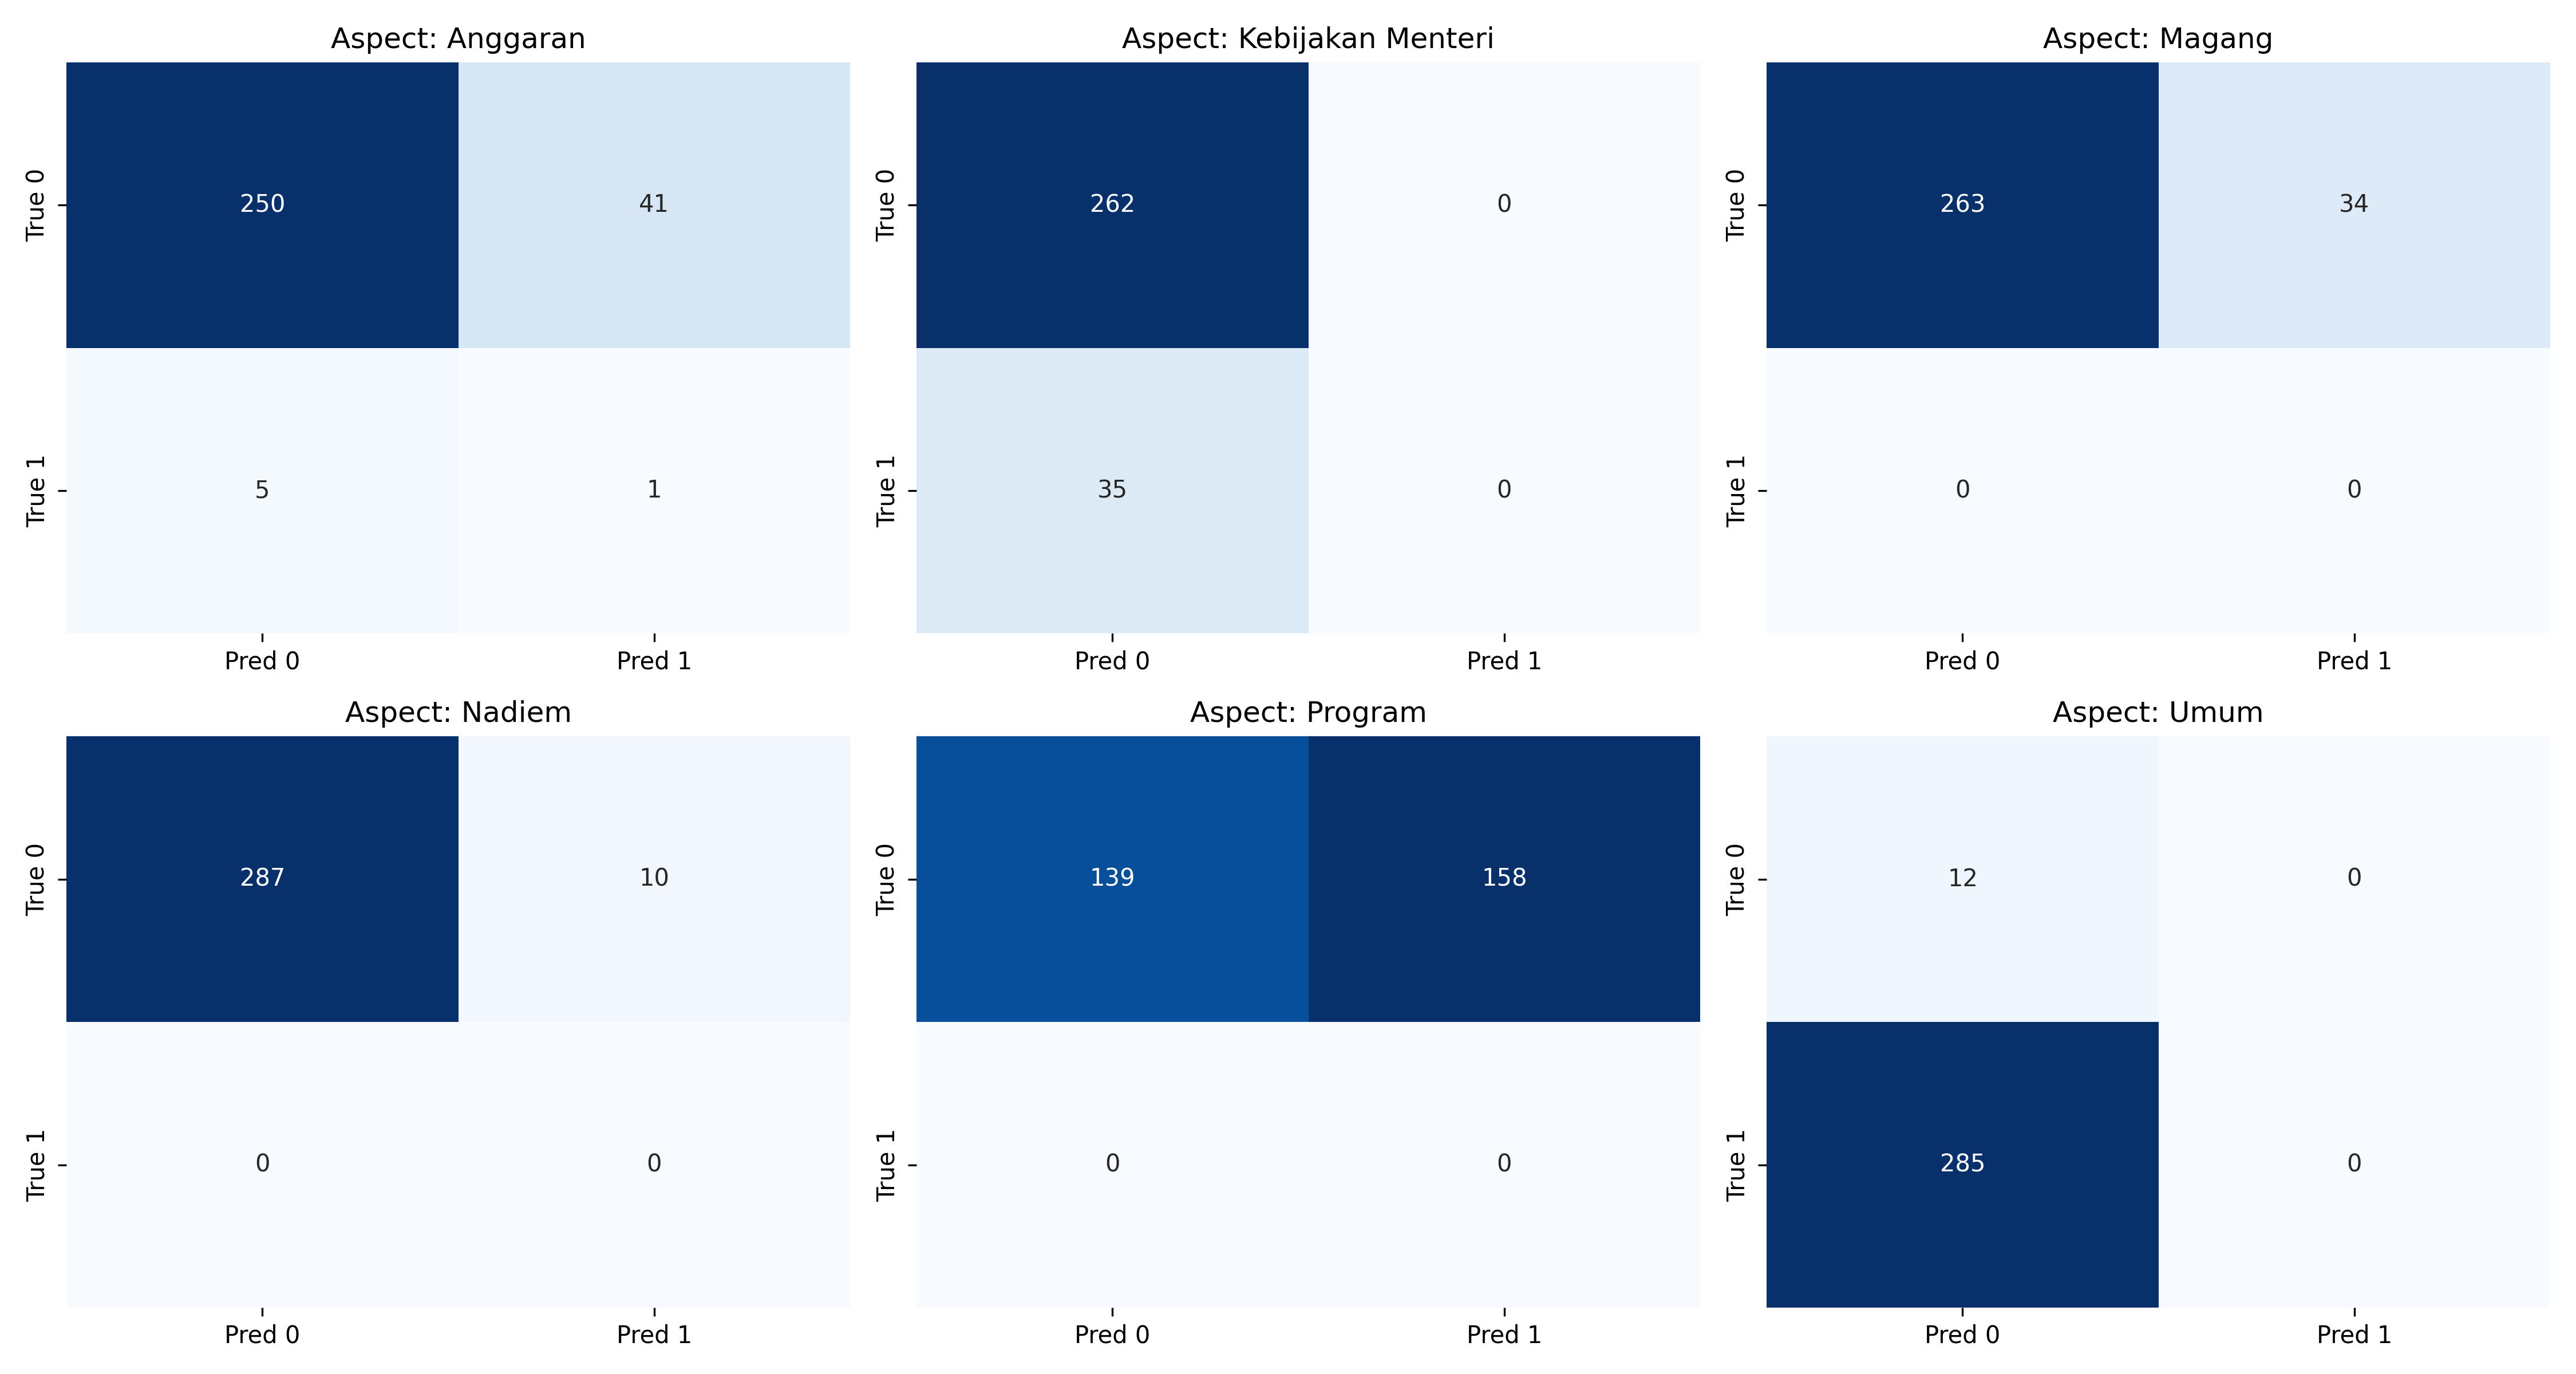 Aspect: Anggaran
True 0
250
41
True 1
5
1
Pred 0
Pred 1
Aspect: Kebijakan Menteri
True 0
262
0
True 1
35
0
Pred 0
Pred 1
Aspect: Magang
True 0
263
34
True 1
0
0
Pred 0
Pred 1
Aspect: Nadiem
True 0
287
10
True 1
0
0
Pred 0
Pred 1
Aspect: Program
True 0
139
158
True 1
0
0
Pred 0
Pred 1
Aspect: Umum
True 0
12
0
True 1
285
0
Pred 0
Pred 1